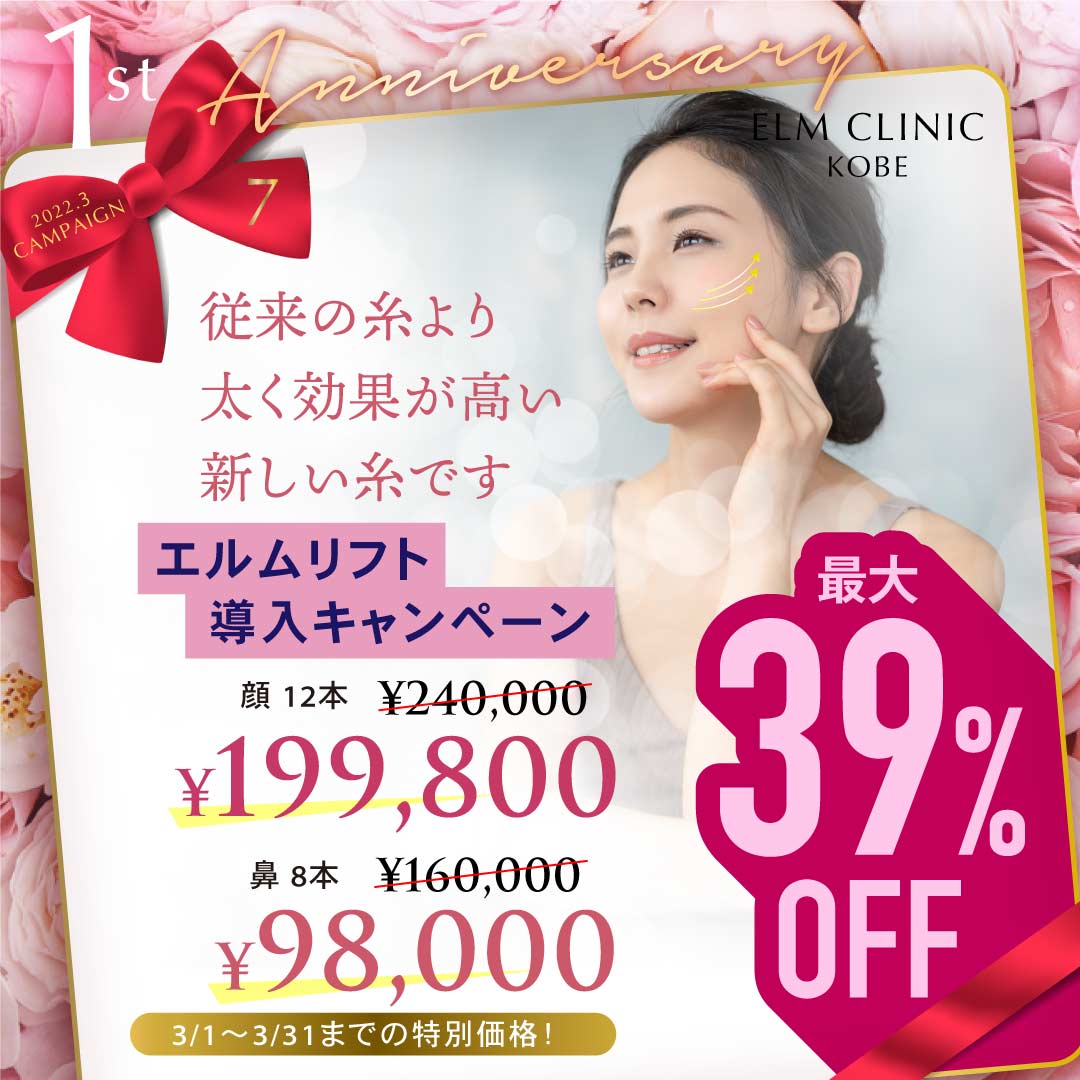 1st Anniversary
ELM CLINIC
KOBE
2022.3
CAMPAIGN
7
従来の糸より
太く効果が高い
新しい糸です
エルムリフト
導入キャンペーン
顔 12本 ¥240,000
¥199,800
鼻 8本 ¥160,000
¥98,000
3/1〜3/31までの特別価格!
最大
39%
OFF